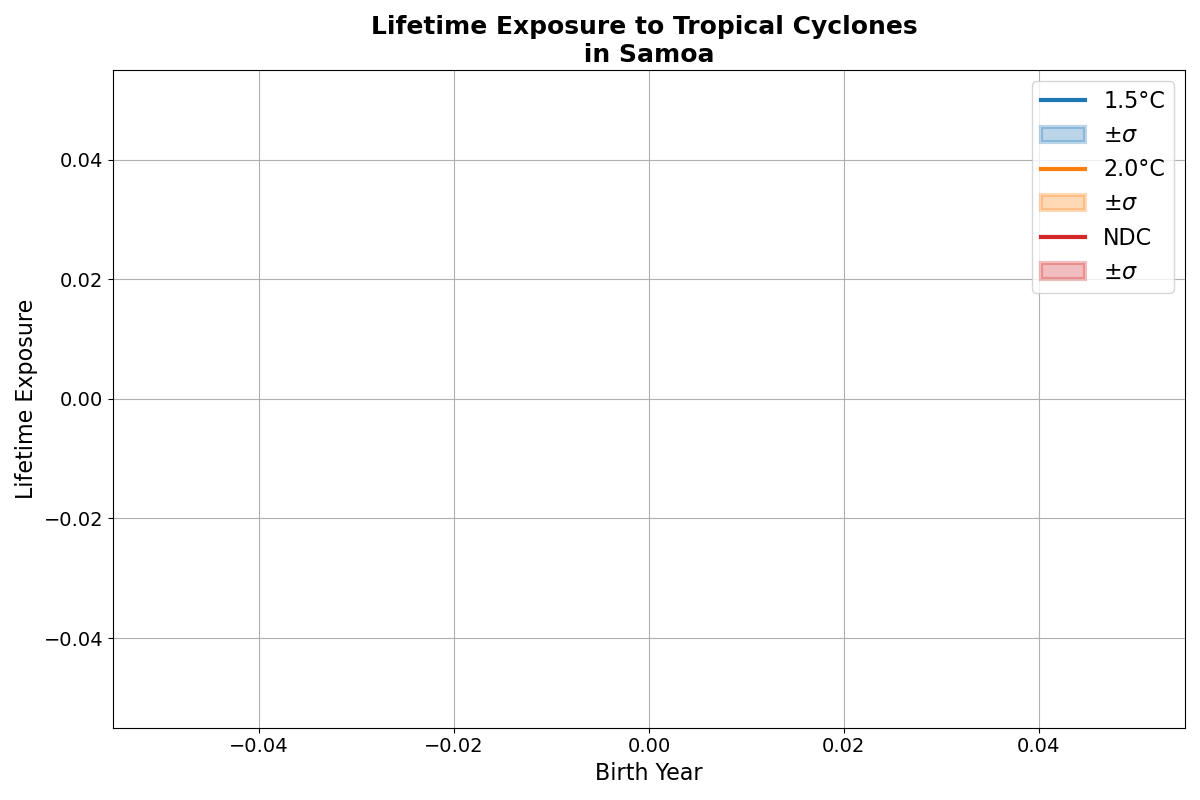 Lifetime Exposure to Tropical Cyclones
in Samoa
1.5°C
±σ
2.0°C
±σ
NDC
±σ
Lifetime Exposure
0.04
0.02
0.00
−0.02
−0.04
−0.04 −0.02 0.00 0.02 0.04
Birth Year